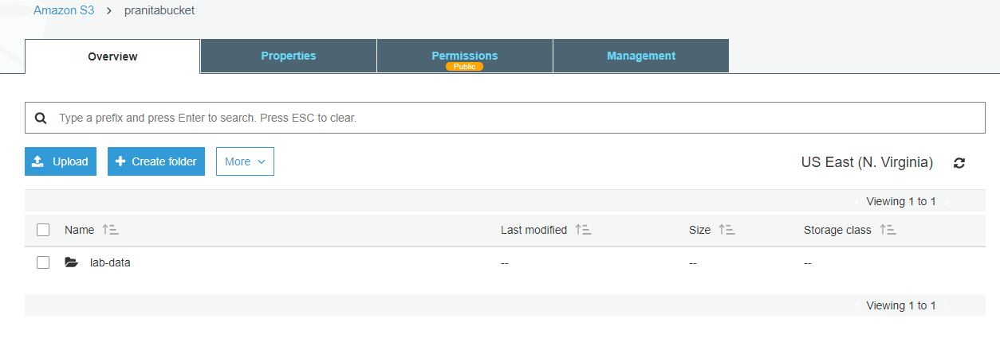 Amazon S3 > pranitabucket
Overview Properties Permissions Management
Public
Type a prefix and press Enter to search. Press ESC to clear.
Upload + Create folder More US East (N. Virginia)
Viewing 1 to 1
Name Last modified Size Storage class
lab-data -- -- --
Viewing 1 to 1